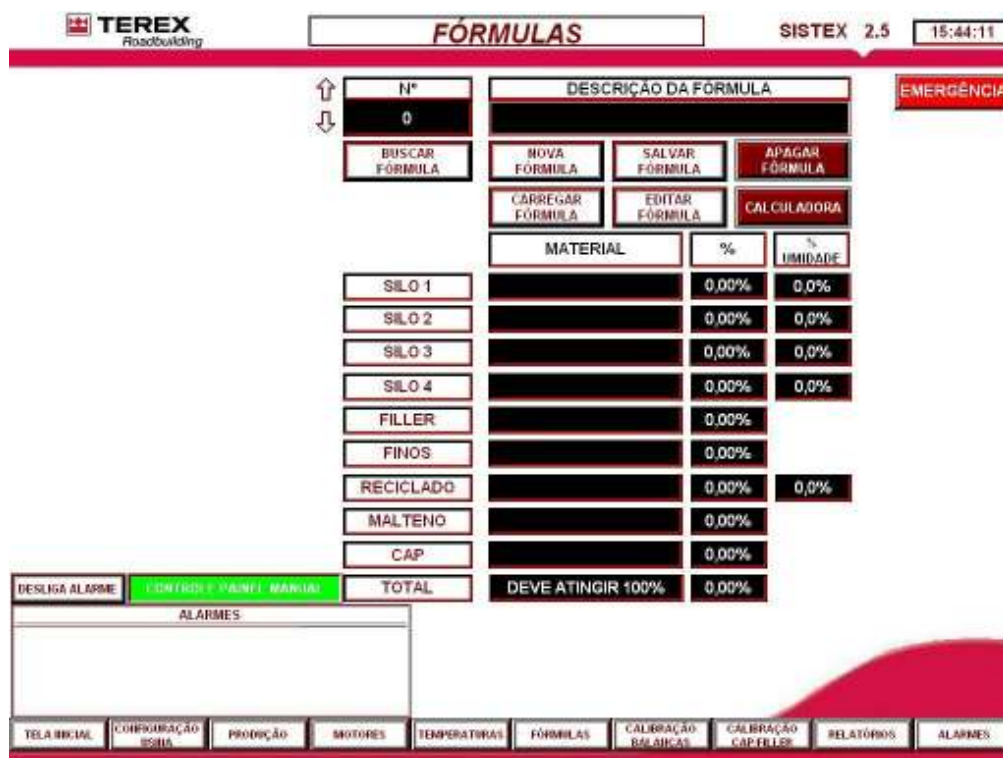 TEREX
Roadbuilding
FÓRMULAS
SISTEX 2.5
15:44:11
EMERGÊNCIA
N°
DESCRIÇÃO DA FÓRMULA
0
BUSCAR
FÓRMULA
NOVA
FÓRMULA
SALVAR
FÓRMULA
APAGAR
FÓRMULA
CARREGAR
FÓRMULA
EDITAR
FÓRMULA
CALCULADORA
MATERIAL
%
%
UMIDADE
SILO 1 0,00% 0,0%
SILO 2 0,00% 0,0%
SILO 3 0,00% 0,0%
SILO 4 0,00% 0,0%
FILLER 0,00%
FINOS 0,00%
RECICLADO 0,00% 0,0%
MALTENO 0,00%
CAP 0,00%
DESLIGA ALARME
CONTROLE PAINEL MANUAL
TOTAL DEVE ATINGIR 100% 0,00%
ALARMES
TELA INICIAL
CONFIGURAÇÃO
USINA
PRODUÇÃO
MOTORES
TEMPERATURAS
FÓRMULAS
CALIBRAÇÃO
BALANCAS
CALIBRAÇÃO
CAP FILLER
RELATÓRIOS
ALARMES